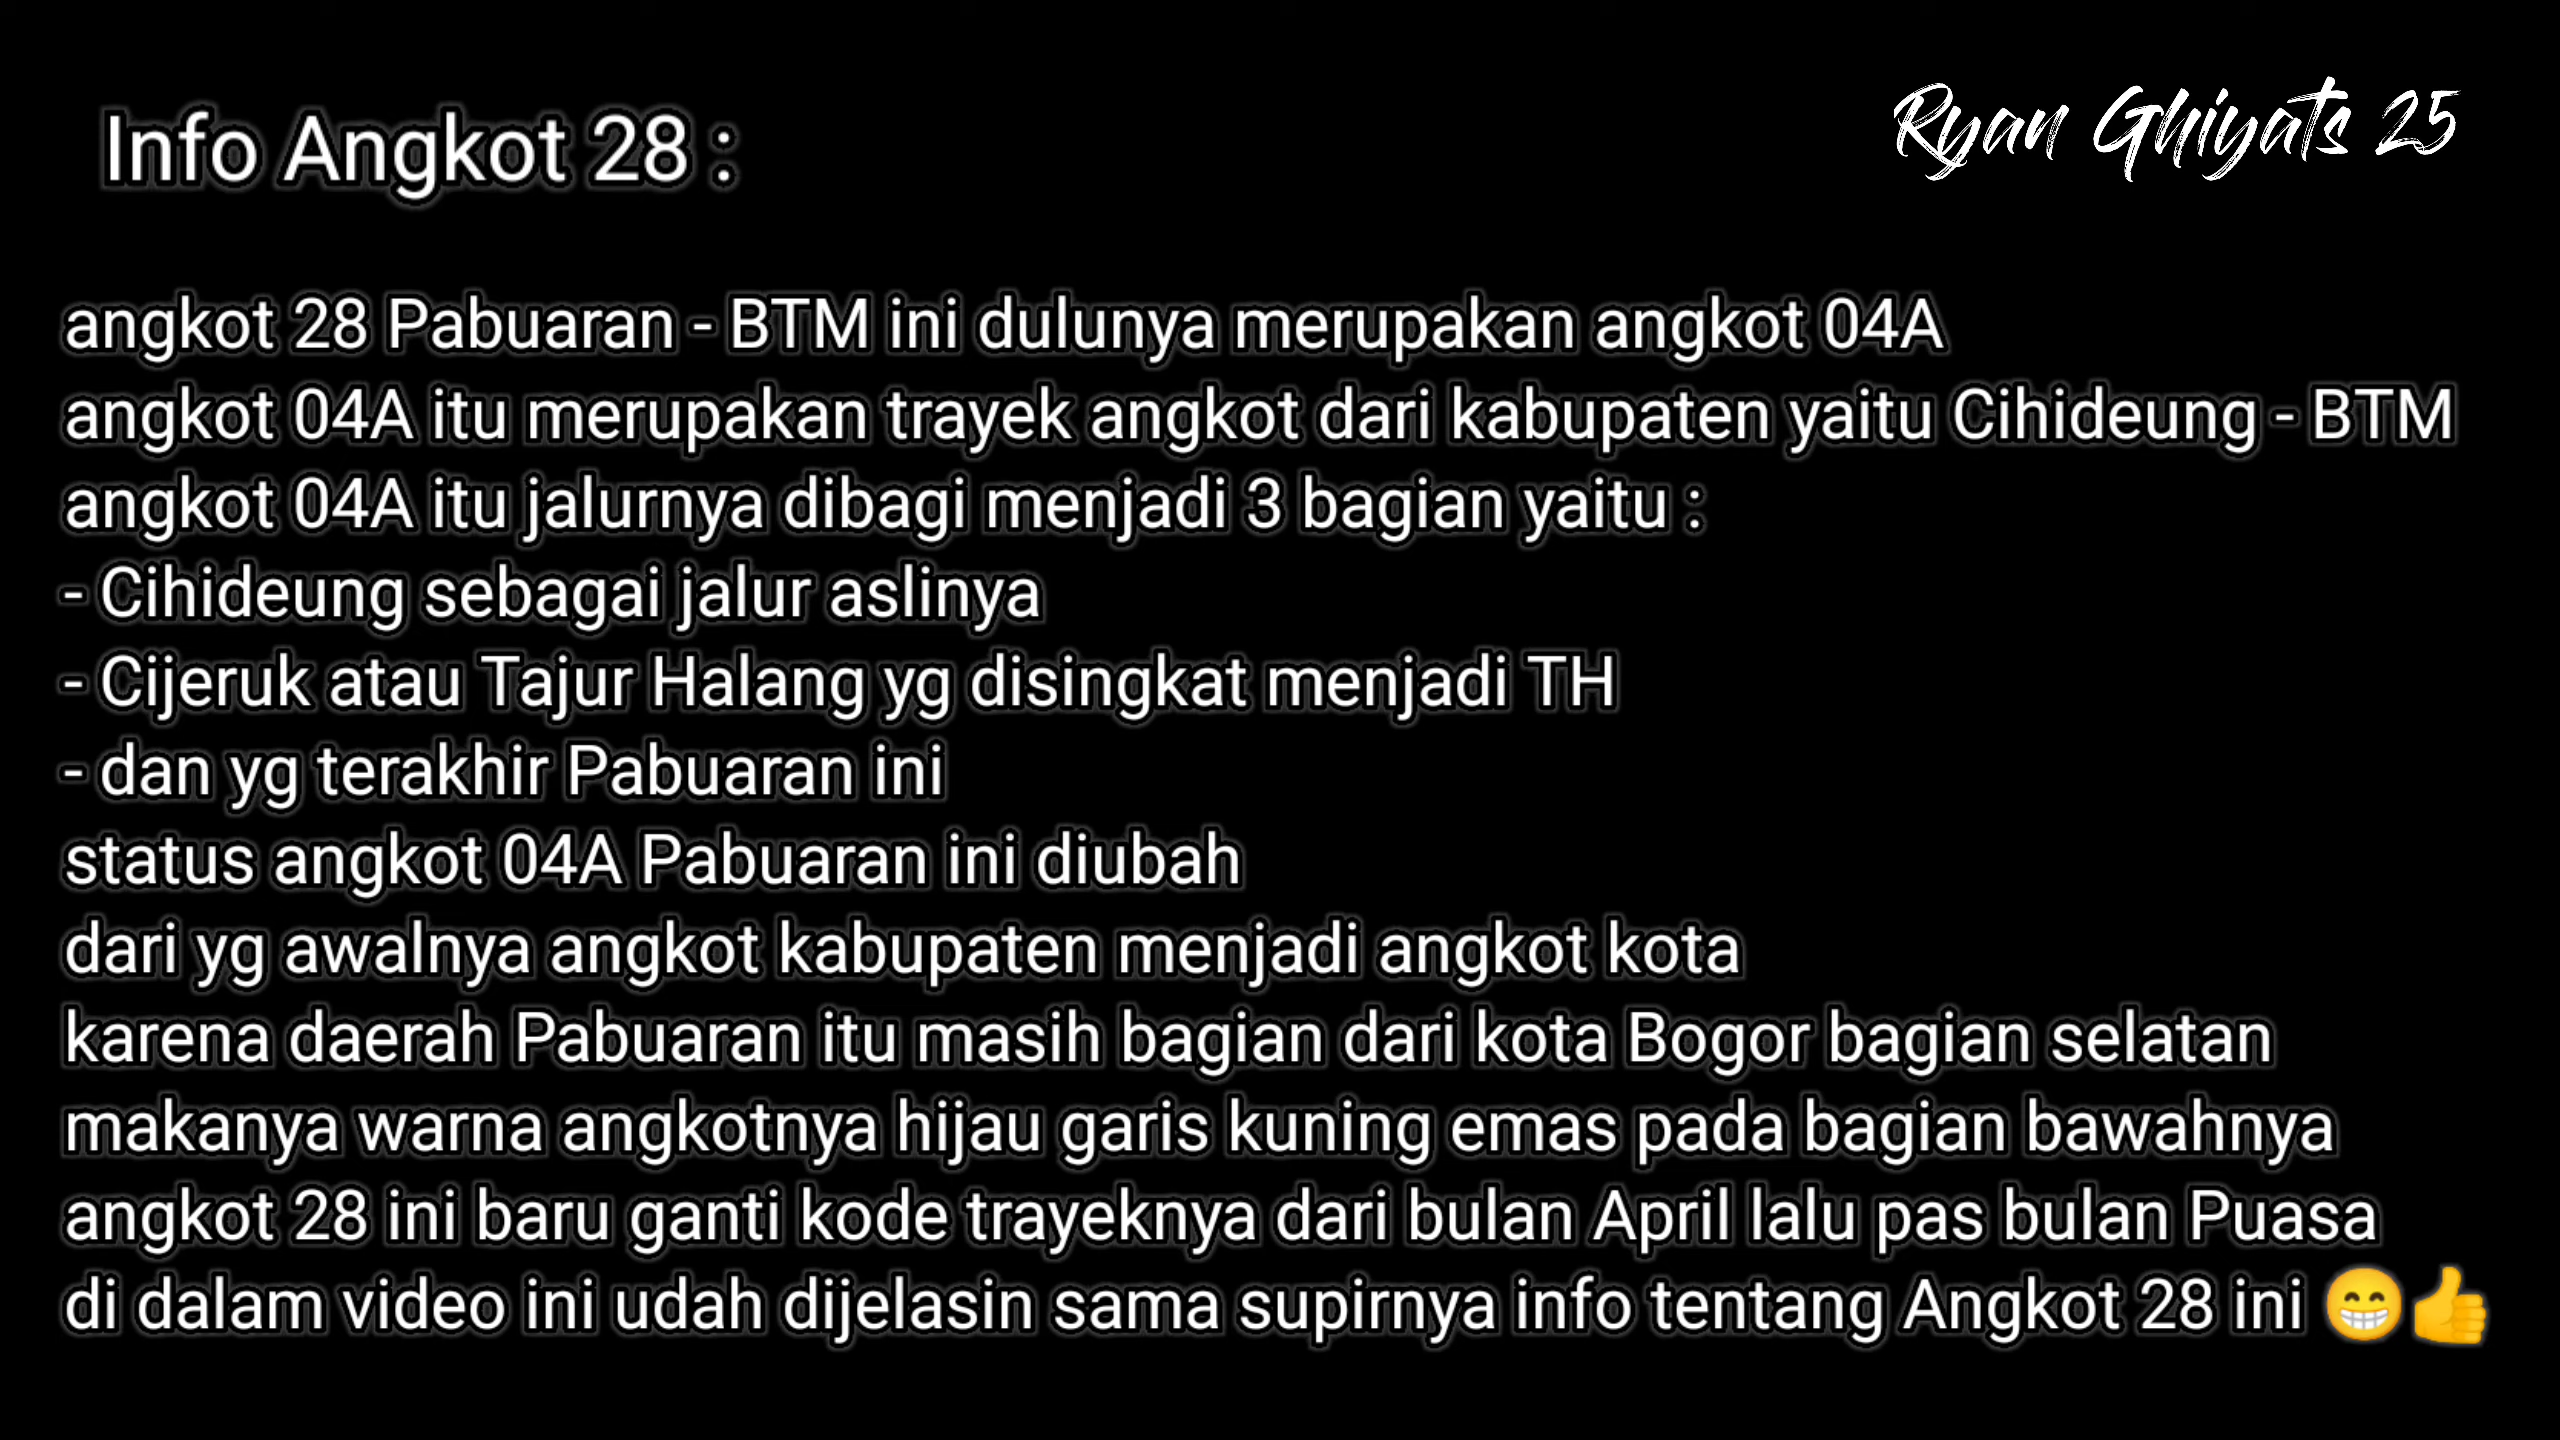 Info Angkot 28 :
Ryan Ghiyats 25
angkot 28 Pabuaran - BTM ini dulunya merupakan angkot 04A
angkot 04A itu merupakan trayek angkot dari kabupaten yaitu Cihideung - BTM
angkot 04A itu jalurnya dibagi menjadi 3 bagian yaitu :
- Cihideung sebagai jalur aslinya
- Cijeruk atau Tajur Halang yg disingkat menjadi TH
- dan yg terakhir Pabuaran ini
status angkot 04A Pabuaran ini diubah
dari yg awalnya angkot kabupaten menjadi angkot kota
karena daerah Pabuaran itu masih bagian dari kota Bogor bagian selatan
makanya warna angkotnya hijau garis kuning emas pada bagian bawahnya
angkot 28 ini baru ganti kode trayeknya dari bulan April lalu pas bulan Puasa
di dalam video ini udah dijelasin sama supirnya info tentang Angkot 28 ini 😁👍